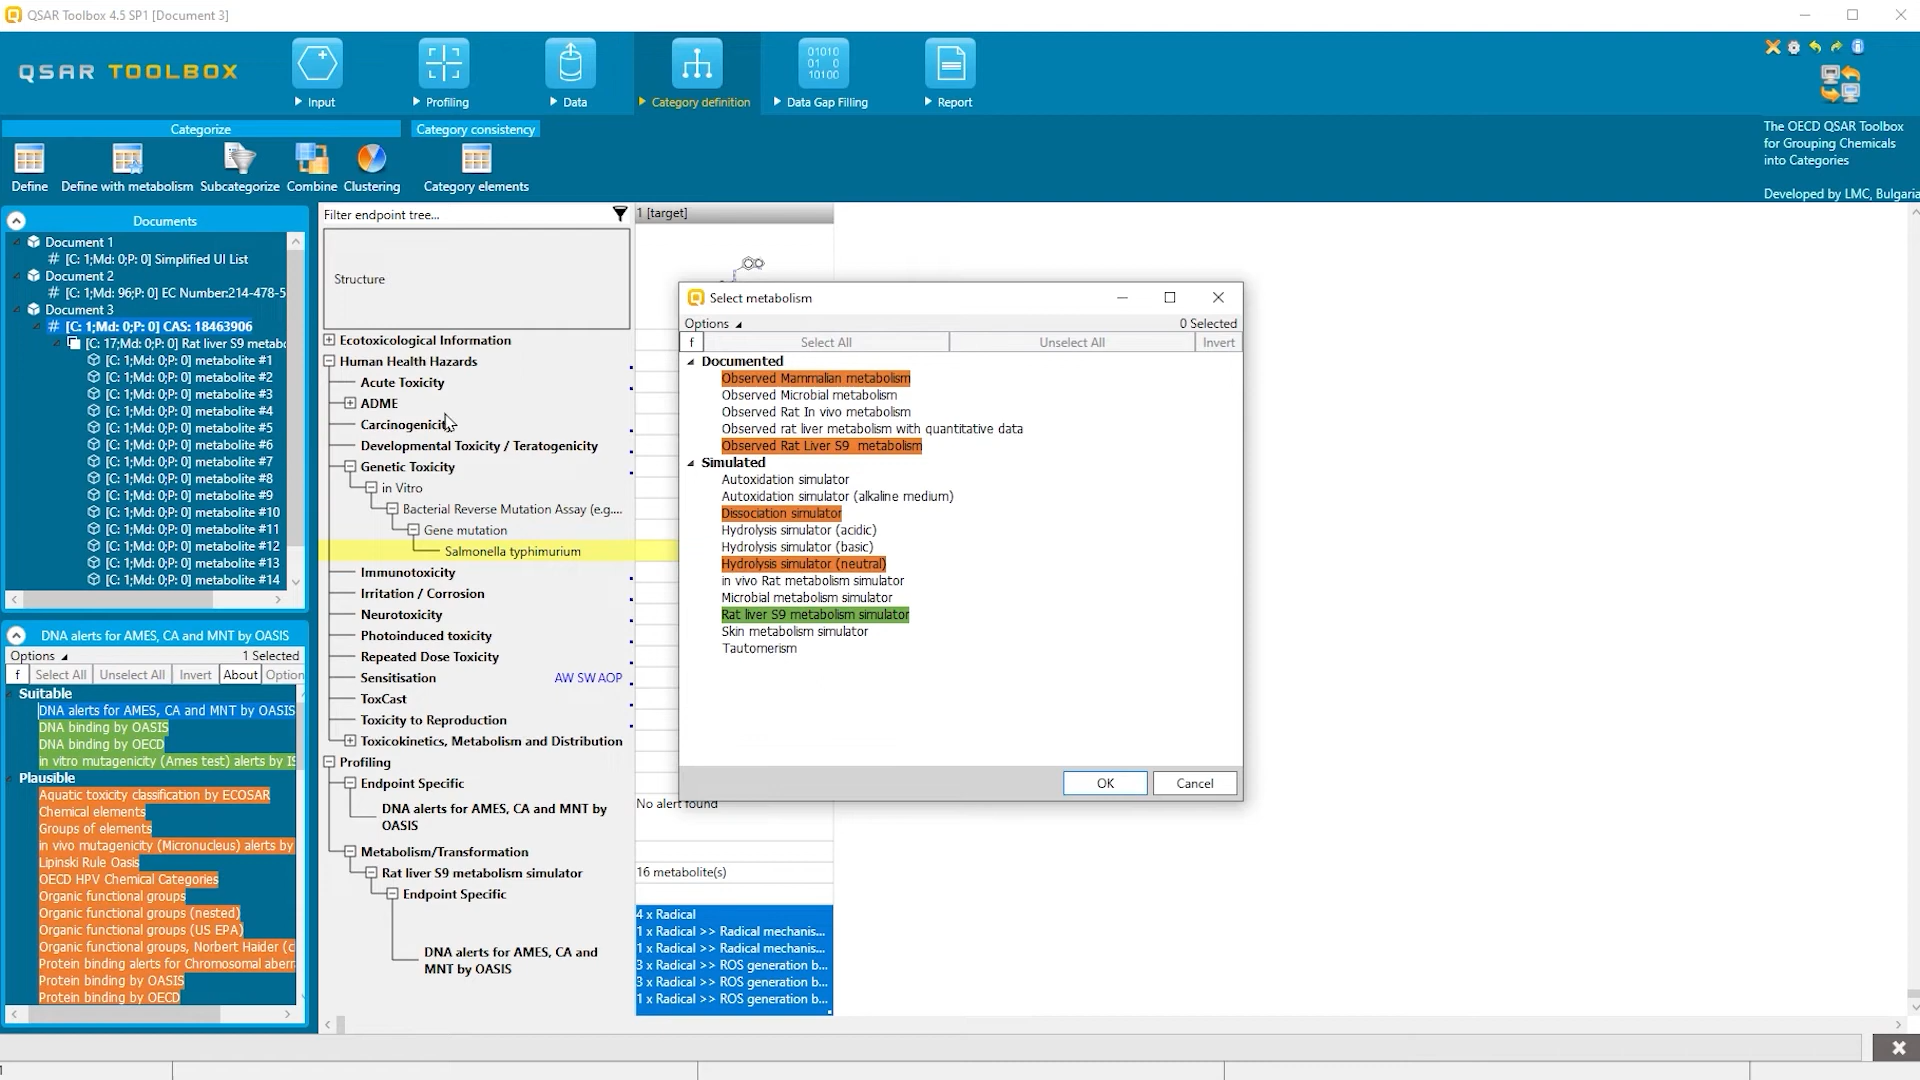 QSAR Toolbox 4.5 SP1 [Document 3]
QSAR TOOLBOX
Input
Profiling
Data
Category definition
01010
01 0
10100
Data Gap Filling
Report
The OECD QSAR Toolbox
for Grouping Chemicals
into Categories
Developed by LMC, Bulgaria
Categorize
Category consistency
Define
Define with metabolism
Subcategorize
Combine
Clustering
Category elements
Documents
Document 1
# [C: 1;Md: 0;P: 0] Simplified UI List
Document 2
# [C: 1;Md: 96;P: 0] EC Number:214-478-5
Document 3
# [C: 1;Md: 0;P: 0] CAS: 18463906
[C: 17;Md: 0;P: 0] Rat liver S9 metabo
[C: 1;Md: 0;P: 0] metabolite #1
[C: 1;Md: 0;P: 0] metabolite #2
[C: 1;Md: 0;P: 0] metabolite #3
[C: 1;Md: 0;P: 0] metabolite #4
[C: 1;Md: 0;P: 0] metabolite #5
[C: 1;Md: 0;P: 0] metabolite #6
[C: 1;Md: 0;P: 0] metabolite #7
[C: 1;Md: 0;P: 0] metabolite #8
[C: 1;Md: 0;P: 0] metabolite #9
[C: 1;Md: 0;P: 0] metabolite #10
[C: 1;Md: 0;P: 0] metabolite #11
[C: 1;Md: 0;P: 0] metabolite #12
[C: 1;Md: 0;P: 0] metabolite #13
[C: 1;Md: 0;P: 0] metabolite #14
DNA alerts for AMES, CA and MNT by OASIS
Options
1 Selected
f Select All Unselect All Invert About Option
Suitable
DNA alerts for AMES, CA and MNT by OASIS
DNA binding by OASIS
DNA binding by OECD
in vitro mutagenicity (Ames test) alerts by IS
Plausible
Aquatic toxicity classification by ECOSAR
Chemical elements
Groups of elements
in vivo mutagenicity (Micronucleus) alerts by
Lipinski Rule Oasis
OECD HPV Chemical Categories
Organic functional groups
Organic functional groups (nested)
Organic functional groups (US EPA)
Organic functional groups, Norbert Haider (c
Protein binding alerts for Chromosomal aberr
Protein binding by OASIS
Protein binding by OECD
Filter endpoint tree...
1 [target]
Structure
Ecotoxicological Information
Human Health Hazards
Acute Toxicity
ADME
Carcinogenicity
Developmental Toxicity / Teratogenicity
Genetic Toxicity
in Vitro
Bacterial Reverse Mutation Assay (e.g....
Gene mutation
Salmonella typhimurium
Immunotoxicity
Irritation / Corrosion
Neurotoxicity
Photoinduced toxicity
Repeated Dose Toxicity
Sensitisation AW SW AOP
ToxCast
Toxicity to Reproduction
Toxicokinetics, Metabolism and Distribution
Profiling
Endpoint Specific
DNA alerts for AMES, CA and MNT by
OASIS
No alert found
Metabolism/Transformation
Rat liver S9 metabolism simulator
16 metabolite(s)
Endpoint Specific
DNA alerts for AMES, CA and
MNT by OASIS
4 x Radical
1 x Radical >> Radical mechanis...
1 x Radical >> Radical mechanis...
3 x Radical >> ROS generation b...
3 x Radical >> ROS generation b...
1 x Radical >> ROS generation b...
Select metabolism
Options
0 Selected
f Select All Unselect All Invert
Documented
Observed Mammalian metabolism
Observed Microbial metabolism
Observed Rat In vivo metabolism
Observed rat liver metabolism with quantitative data
Observed Rat Liver S9 metabolism
Simulated
Autoxidation simulator
Autoxidation simulator (alkaline medium)
Dissociation simulator
Hydrolysis simulator (acidic)
Hydrolysis simulator (basic)
Hydrolysis simulator (neutral)
in vivo Rat metabolism simulator
Microbial metabolism simulator
Rat liver S9 metabolism simulator
Skin metabolism simulator
Tautomerism
OK
Cancel
1